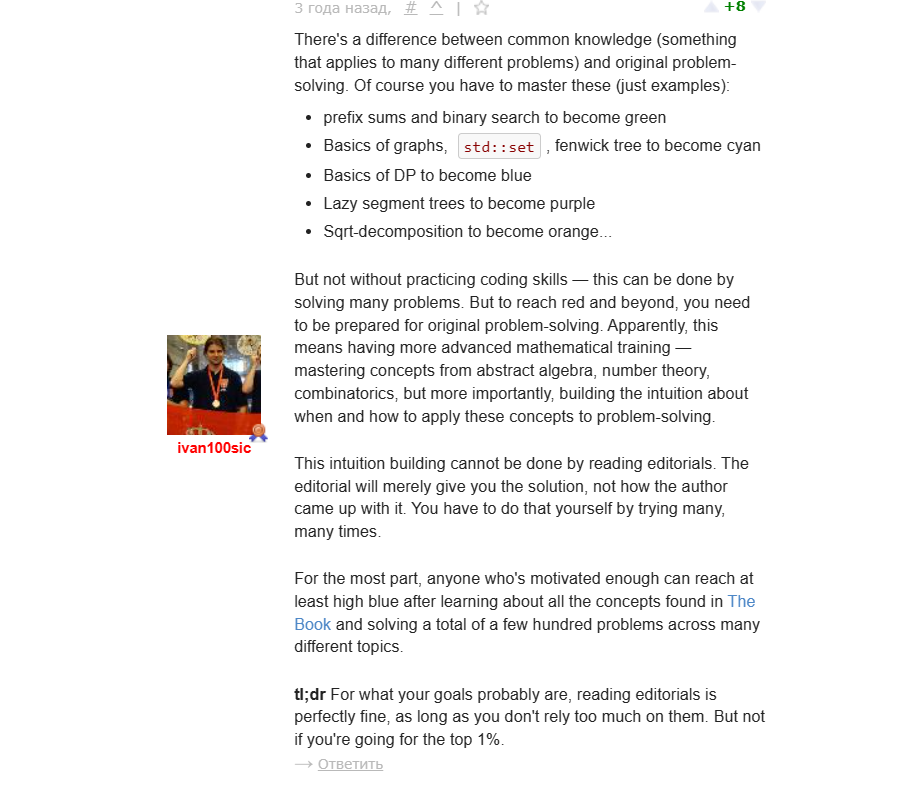 3 года назад, # ^ | ☆ +8
There's a difference between common knowledge (something
that applies to many different problems) and original problem-
solving. Of course you have to master these (just examples):
• prefix sums and binary search to become green
• Basics of graphs, std::set , fenwick tree to become cyan
• Basics of DP to become blue
• Lazy segment trees to become purple
• Sqrt-decomposition to become orange...
But not without practicing coding skills — this can be done by
solving many problems. But to reach red and beyond, you need
to be prepared for original problem-solving. Apparently, this
means having more advanced mathematical training —
mastering concepts from abstract algebra, number theory,
combinatorics, but more importantly, building the intuition about
when and how to apply these concepts to problem-solving.
ivan100sic
This intuition building cannot be done by reading editorials. The
editorial will merely give you the solution, not how the author
came up with it. You have to do that yourself by trying many,
many times.
For the most part, anyone who's motivated enough can reach at
least high blue after learning about all the concepts found in The
Book and solving a total of a few hundred problems across many
different topics.
tl;dr For what your goals probably are, reading editorials is
perfectly fine, as long as you don't rely too much on them. But not
if you're going for the top 1%.
→ Ответить